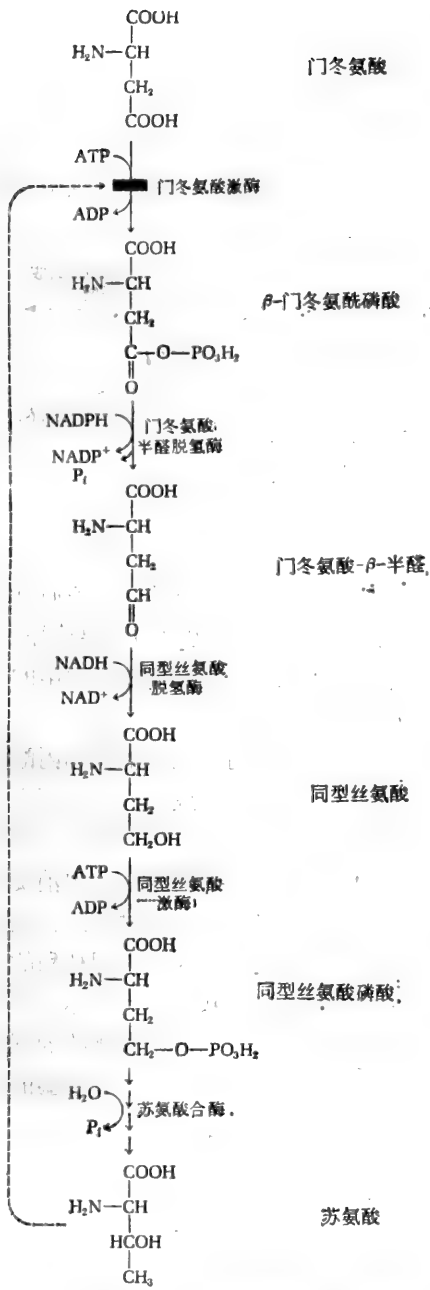 COOH
H₂N—CH 门冬氨酸
CH₂
COOH
ATP
门冬氨酸激酶
ADP
COOH
H₂N—CH β-门冬氨酰磷酸
CH₂
C—O—PO₃H₂
O
NADPH 门冬氨酸
NADP⁺ 半醛脱氢酶
Pi
COOH
H₂N—CH
CH₂ 门冬氨酸-β-半醛
CH
O
NADH 同型丝氨酸
脱氢酶
NAD⁺
COOH
H₂N—CH 同型丝氨酸
CH₂
CH₂OH
ATP 同型丝氨酸
ADP 激酶
COOH
H₂N—CH 同型丝氨酸磷酸
CH₂
CH₂—O—PO₃H₂
H₂O
苏氨酸合酶
Pi
COOH
H₂N—CH 苏氨酸
HCOH
CH₃